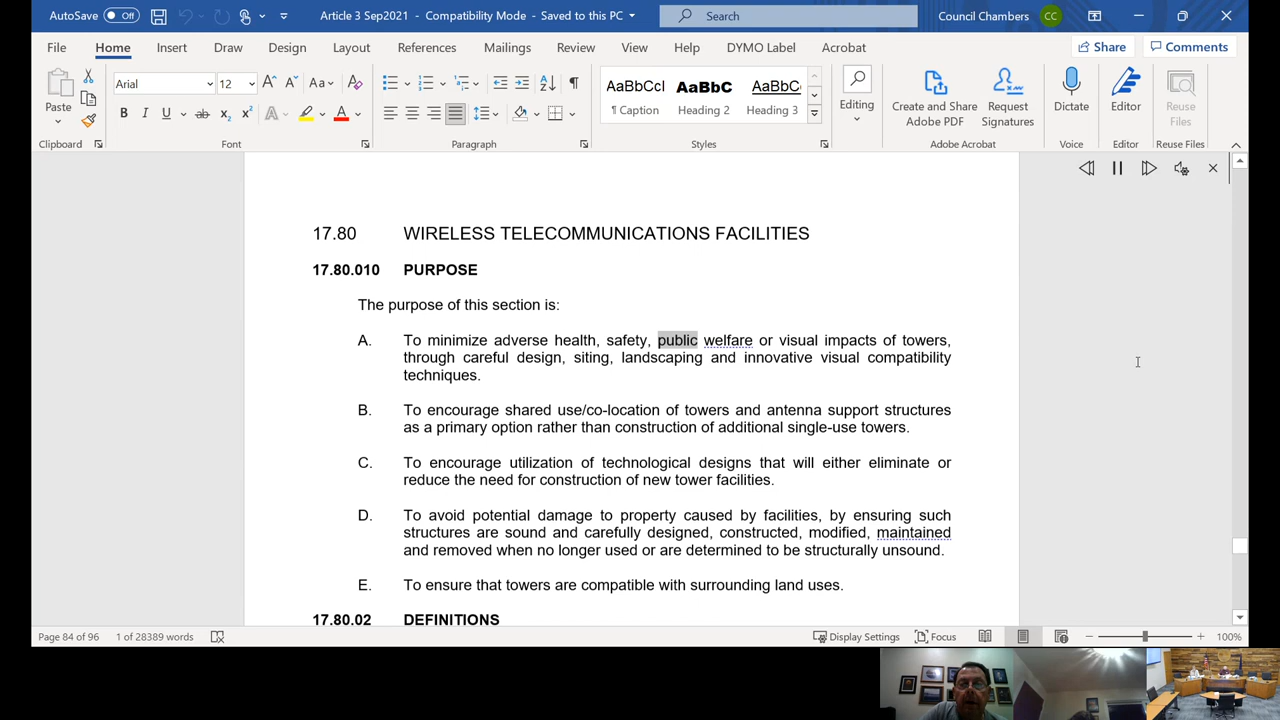 AutoSave Off Article 3 Sep2021 - Compatibility Mode - Saved to this PC Search Council Chambers CC
File Home Insert Draw Design Layout References Mailings Review View Help DYMO Label Acrobat Share Comments
Paste Arial 12 AaBbCcI AaBbC AaBbC Editing Create and Share Adobe PDF Request Signatures Dictate Editor Reuse Files
¶ Caption Heading 2 Heading 3
Clipboard Font Paragraph Styles Adobe Acrobat Voice Editor Reuse Files
17.80 WIRELESS TELECOMMUNICATIONS FACILITIES
17.80.010 PURPOSE
The purpose of this section is:
A. To minimize adverse health, safety, public welfare or visual impacts of towers,
through careful design, siting, landscaping and innovative visual compatibility
techniques.
B. To encourage shared use/co-location of towers and antenna support structures
as a primary option rather than construction of additional single-use towers.
C. To encourage utilization of technological designs that will either eliminate or
reduce the need for construction of new tower facilities.
D. To avoid potential damage to property caused by facilities, by ensuring such
structures are sound and carefully designed, constructed, modified, maintained
and removed when no longer used or are determined to be structurally unsound.
E. To ensure that towers are compatible with surrounding land uses.
17.80.02 DEFINITIONS
Page 84 of 96 1 of 28389 words Display Settings Focus 100%